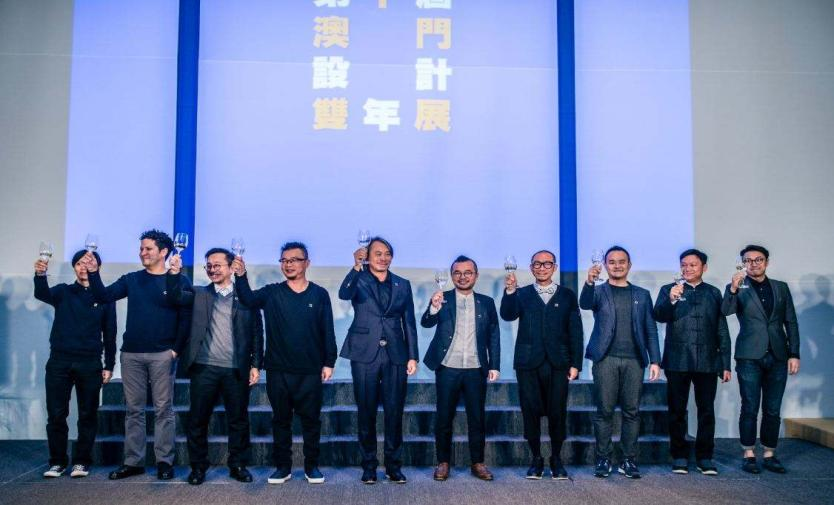 澳 門
設 計
雙 年 展